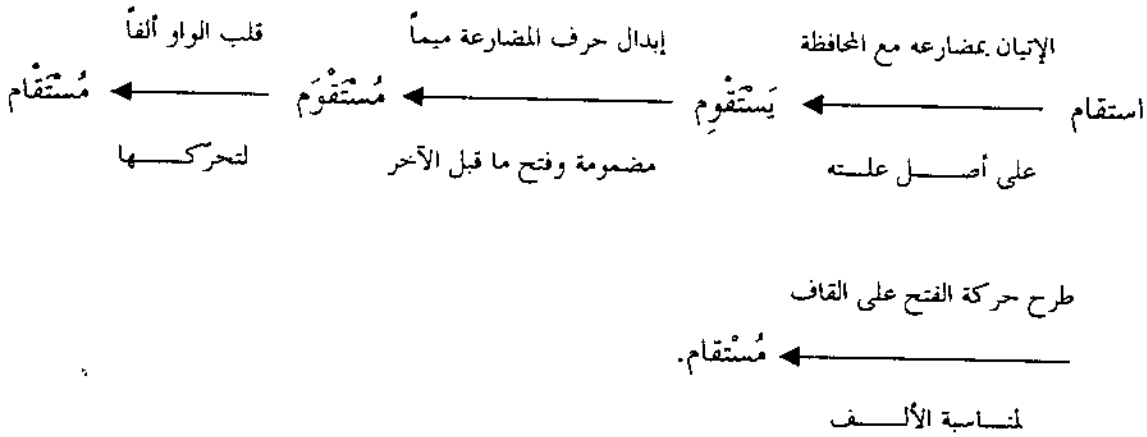 الإتيان بمضارعه مع المحافظة إبدال حرف المضارعة ميماً قلب الواو ألفاً
استقام يَسْتَقْوِم مُسْتَقْوَم مُسْتَقْام
على أصل علته مضمومة وفتح ما قبل الآخر لتحركها
طرح حركة الفتح على القاف
مُسْتقام.
لمناسبة الألف